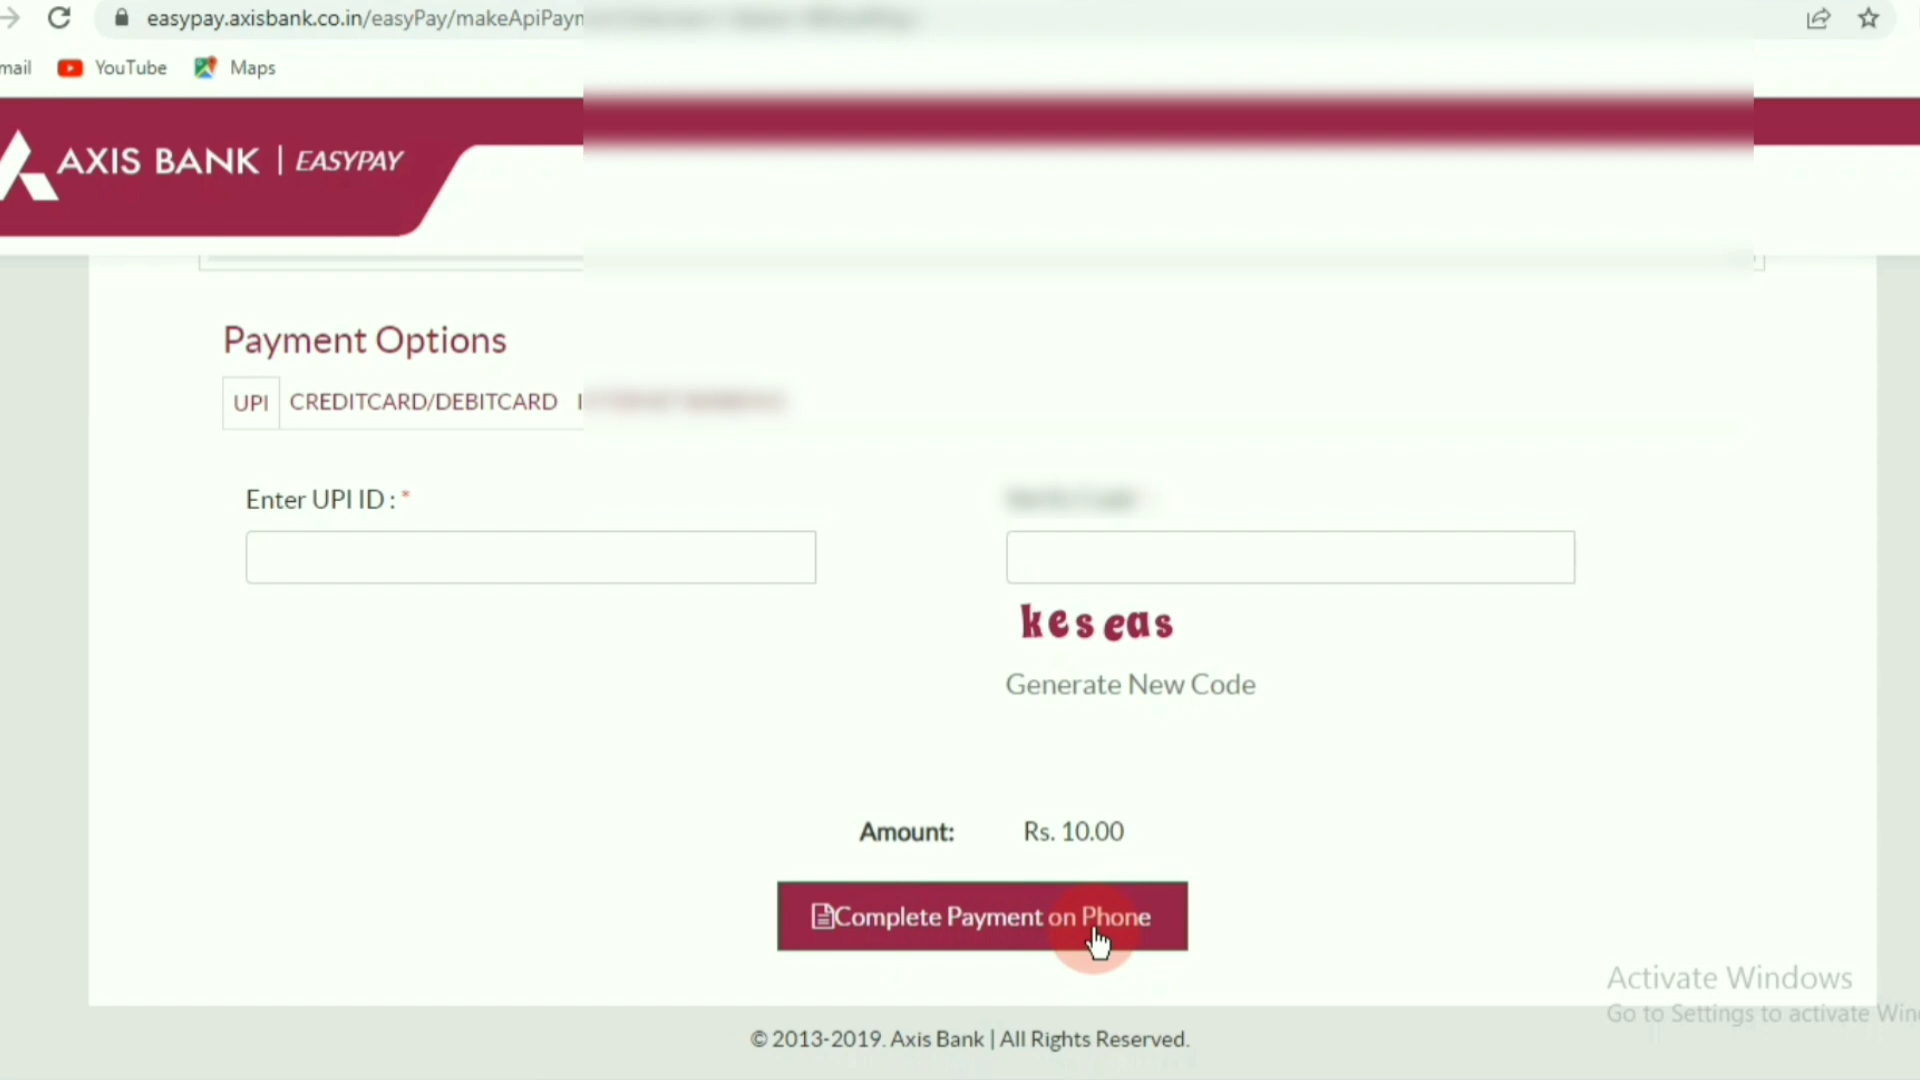 easypay.axisbank.co.in/easyPay/makeApiPaym
mail YouTube Maps
AXIS BANK | EASYPAY
Payment Options
UPI CREDITCARD/DEBITCARD
Enter UPI ID : *
keseas
Generate New Code
Amount: Rs. 10.00
Complete Payment on Phone
Activate Windows
Go to Settings to activate Win
© 2013-2019. Axis Bank | All Rights Reserved.